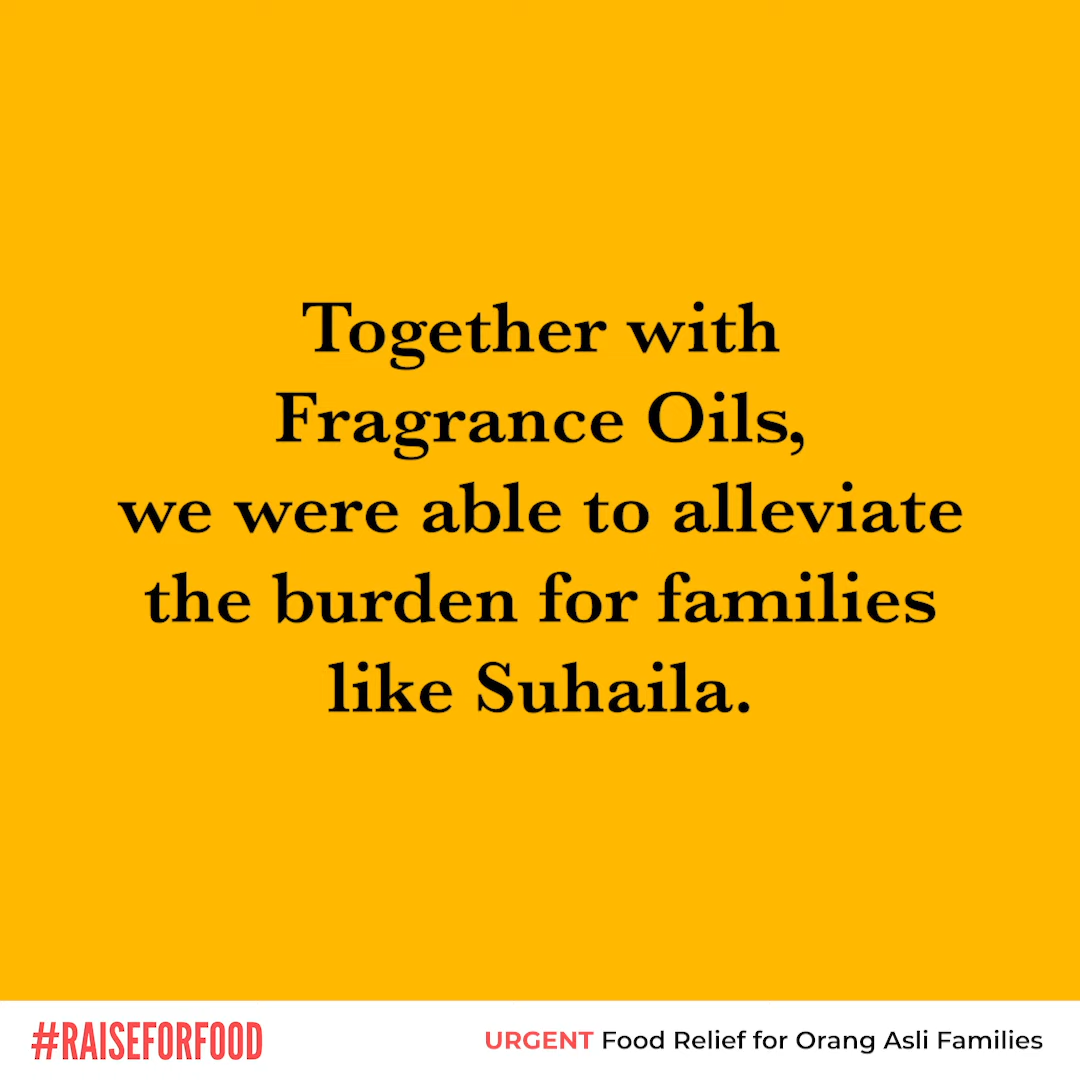 Together with
Fragrance Oils,
we were able to alleviate
the burden for families
like Suhaila.
#RAISEFORFOOD
URGENT Food Relief for Orang Asli Families